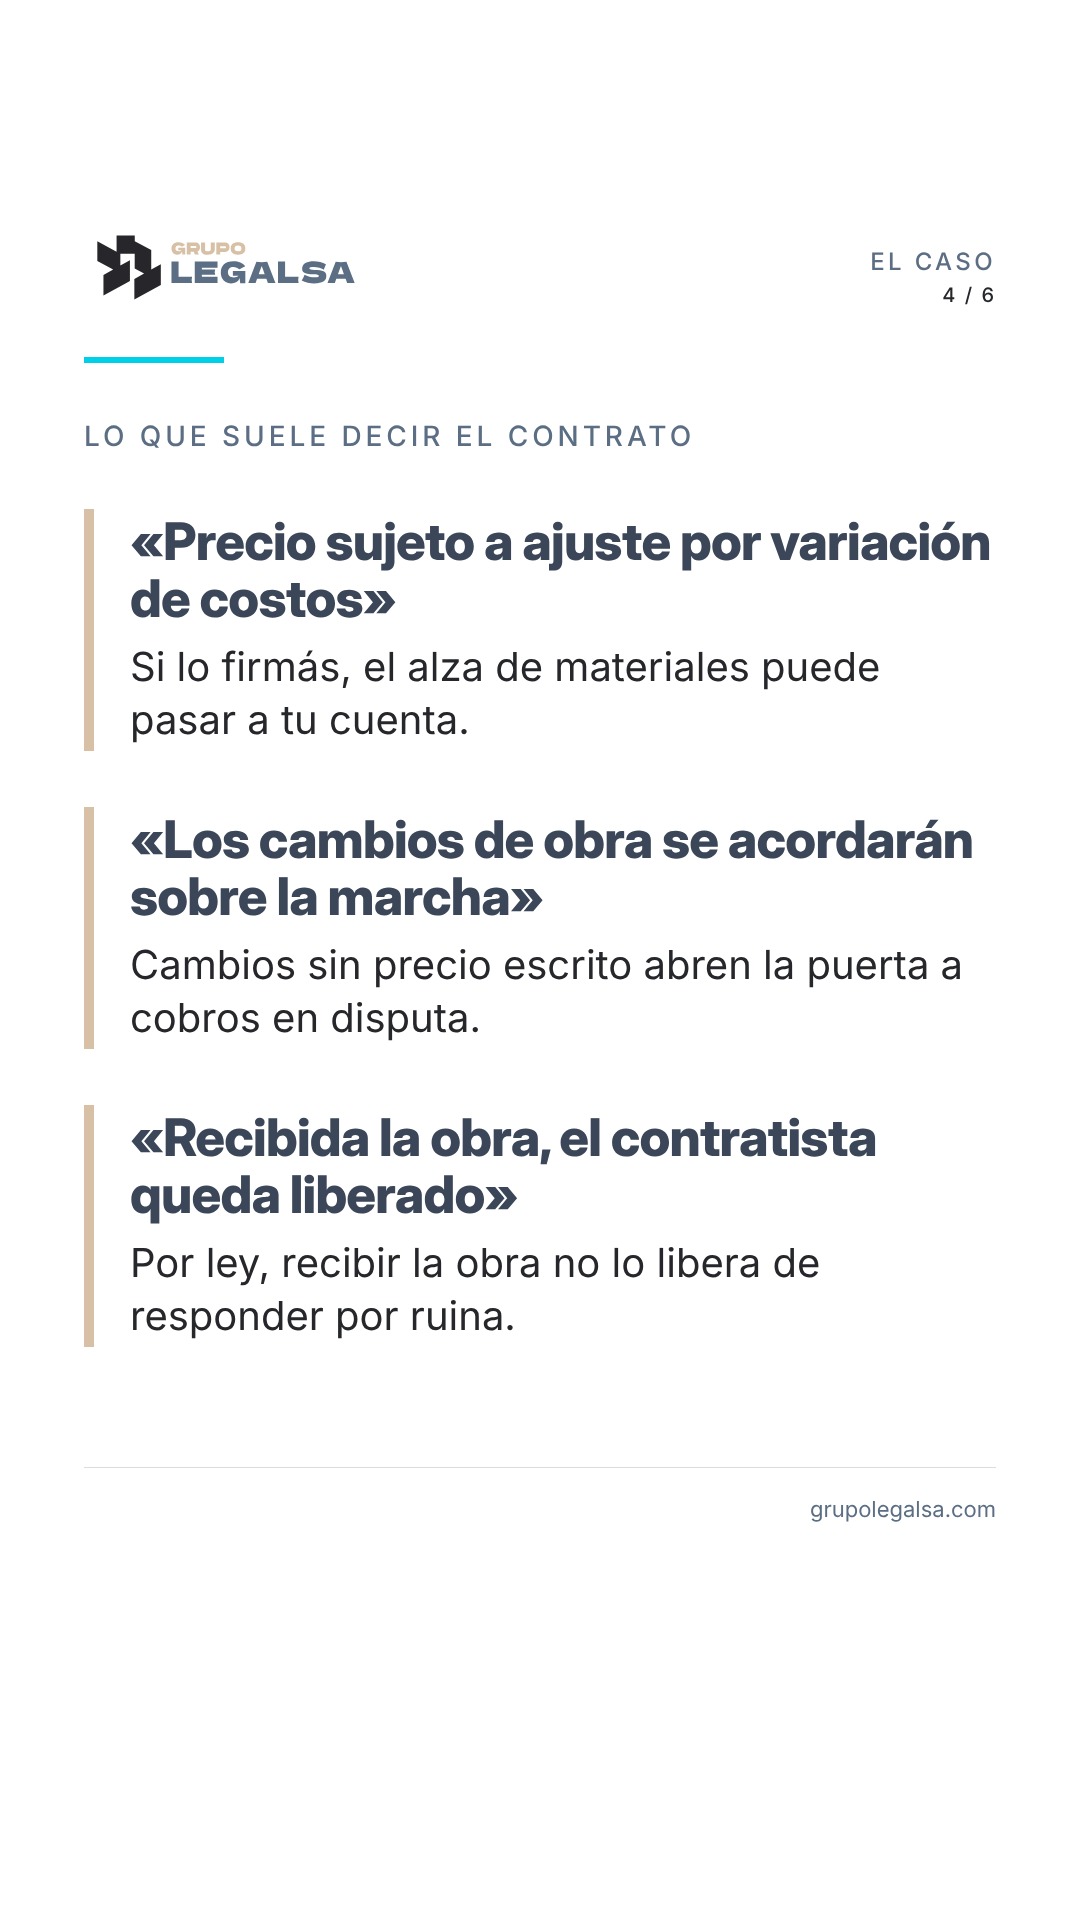 GRUPO
LEGALSA
EL CASO
4 / 6
LO QUE SUELE DECIR EL CONTRATO
«Precio sujeto a ajuste por variación
de costos»
Si lo firmás, el alza de materiales puede
pasar a tu cuenta.
«Los cambios de obra se acordarán
sobre la marcha»
Cambios sin precio escrito abren la puerta a
cobros en disputa.
«Recibida la obra, el contratista
queda liberado»
Por ley, recibir la obra no lo libera de
responder por ruina.
grupolegalsa.com